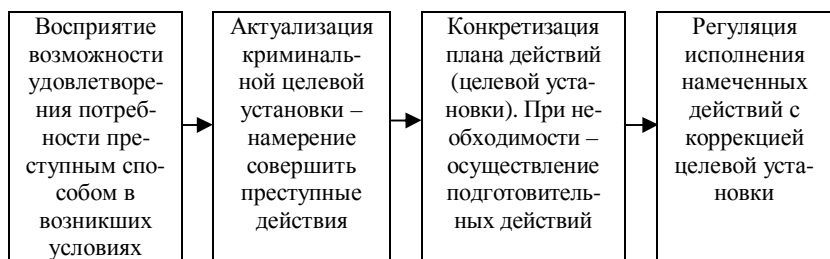 Восприятие
возможности
удовлетворе-
ния потреб-
ности пре-
ступным спо-
собом в
возникших
условиях
Актуализация
криминаль-
ной целевой
установки –
намерение
совершить
преступные
действия
Конкретизация
плана действий
(целевой уста-
новки). При не-
обходимости –
осуществление
подготовитель-
ных действий
Регуляция
исполнения
намеченных
действий с
коррекцией
целевой уста-
новки